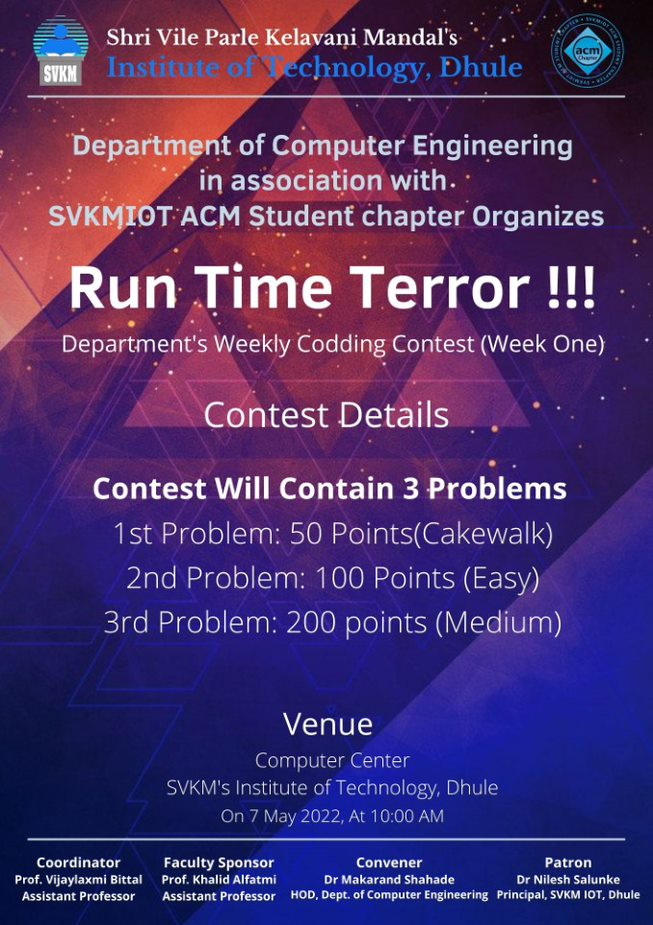 SVKM
Shri Vile Parle Kelavani Mandal's
Institute of Technology, Dhule
acm
Chapter
Department of Computer Engineering
in association with
SVKMIOT ACM Student chapter Organizes
Run Time Terror !!!
Department's Weekly Codding Contest (Week One)
Contest Details
Contest Will Contain 3 Problems
1st Problem: 50 Points(Cakewalk)
2nd Problem: 100 Points (Easy)
3rd Problem: 200 points (Medium)
Venue
Computer Center
SVKM's Institute of Technology, Dhule
On 7 May 2022, At 10:00 AM
Coordinator Faculty Sponsor Convener Patron
Prof. Vijaylaxmi Bittal Prof. Khalid Alfatmi Dr Makarand Shahade Dr Nilesh Salunke
Assistant Professor Assistant Professor HOD, Dept. of Computer Engineering Principal, SVKM IOT, Dhule